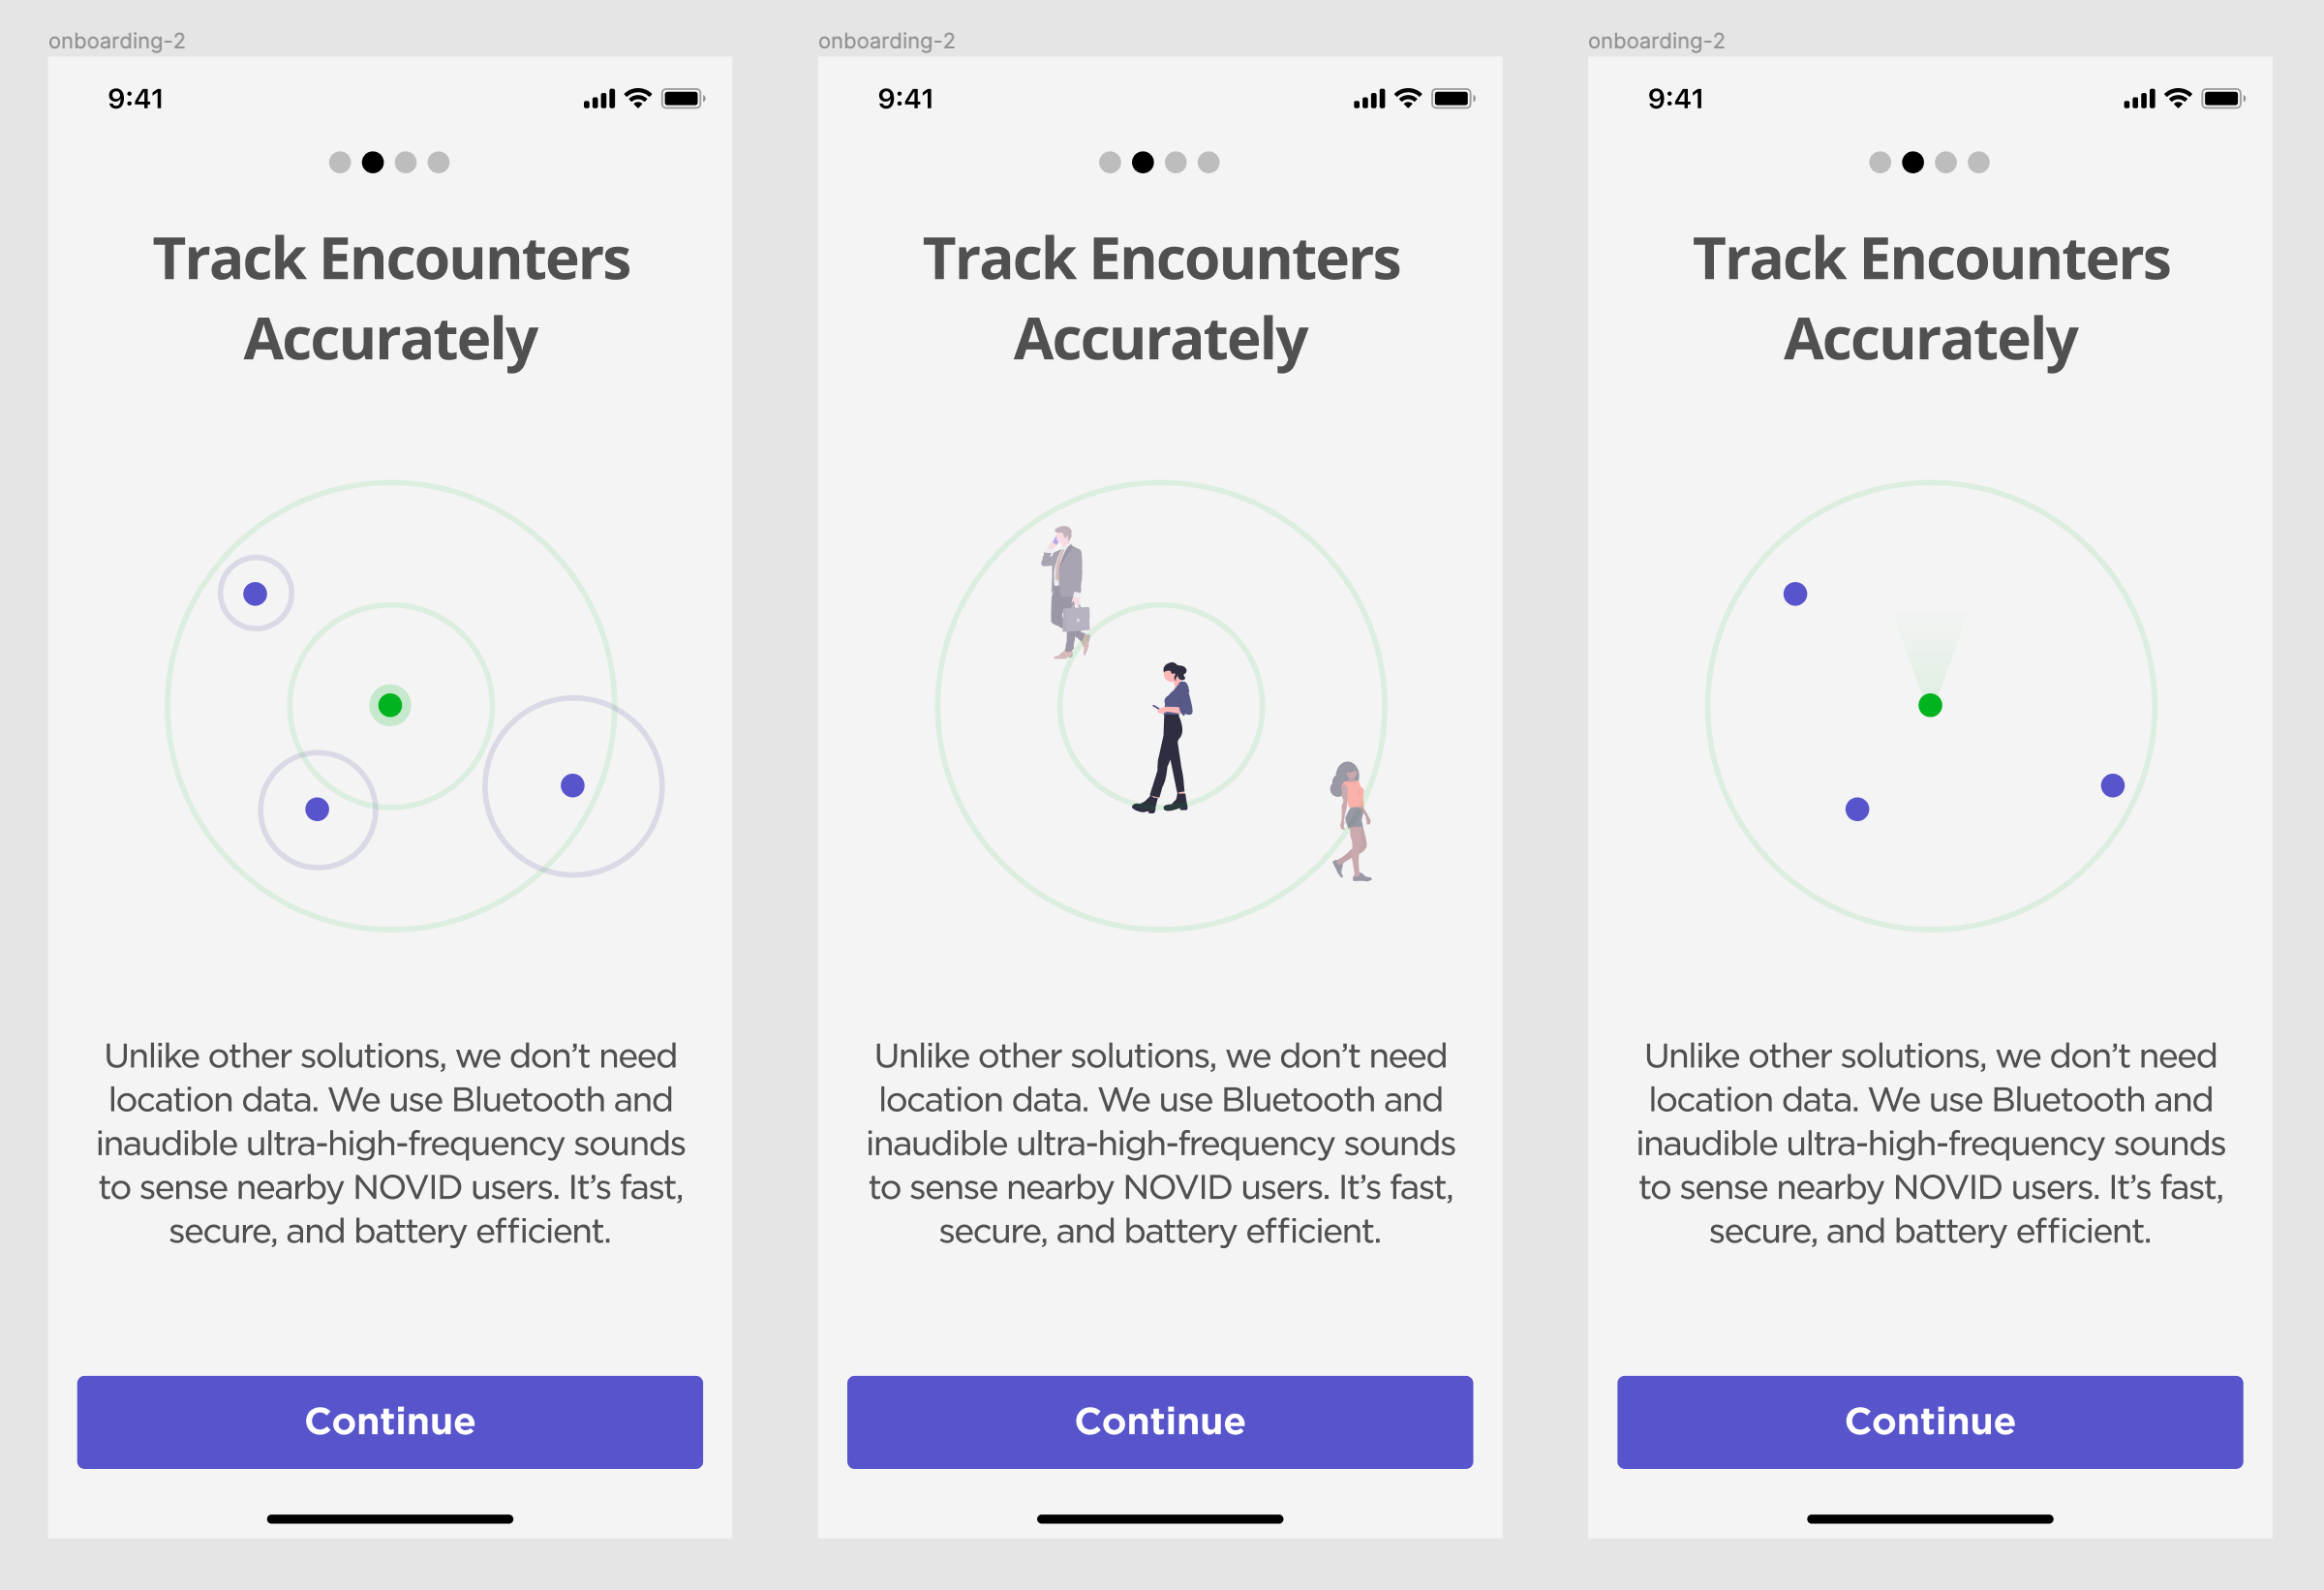 onboarding-2
9:41
Track Encounters
Accurately
Unlike other solutions, we don’t need
location data. We use Bluetooth and
inaudible ultra-high-frequency sounds
to sense nearby NOVID users. It’s fast,
secure, and battery efficient.
Continue
onboarding-2
9:41
Track Encounters
Accurately
Unlike other solutions, we don’t need
location data. We use Bluetooth and
inaudible ultra-high-frequency sounds
to sense nearby NOVID users. It’s fast,
secure, and battery efficient.
Continue
onboarding-2
9:41
Track Encounters
Accurately
Unlike other solutions, we don’t need
location data. We use Bluetooth and
inaudible ultra-high-frequency sounds
to sense nearby NOVID users. It’s fast,
secure, and battery efficient.
Continue